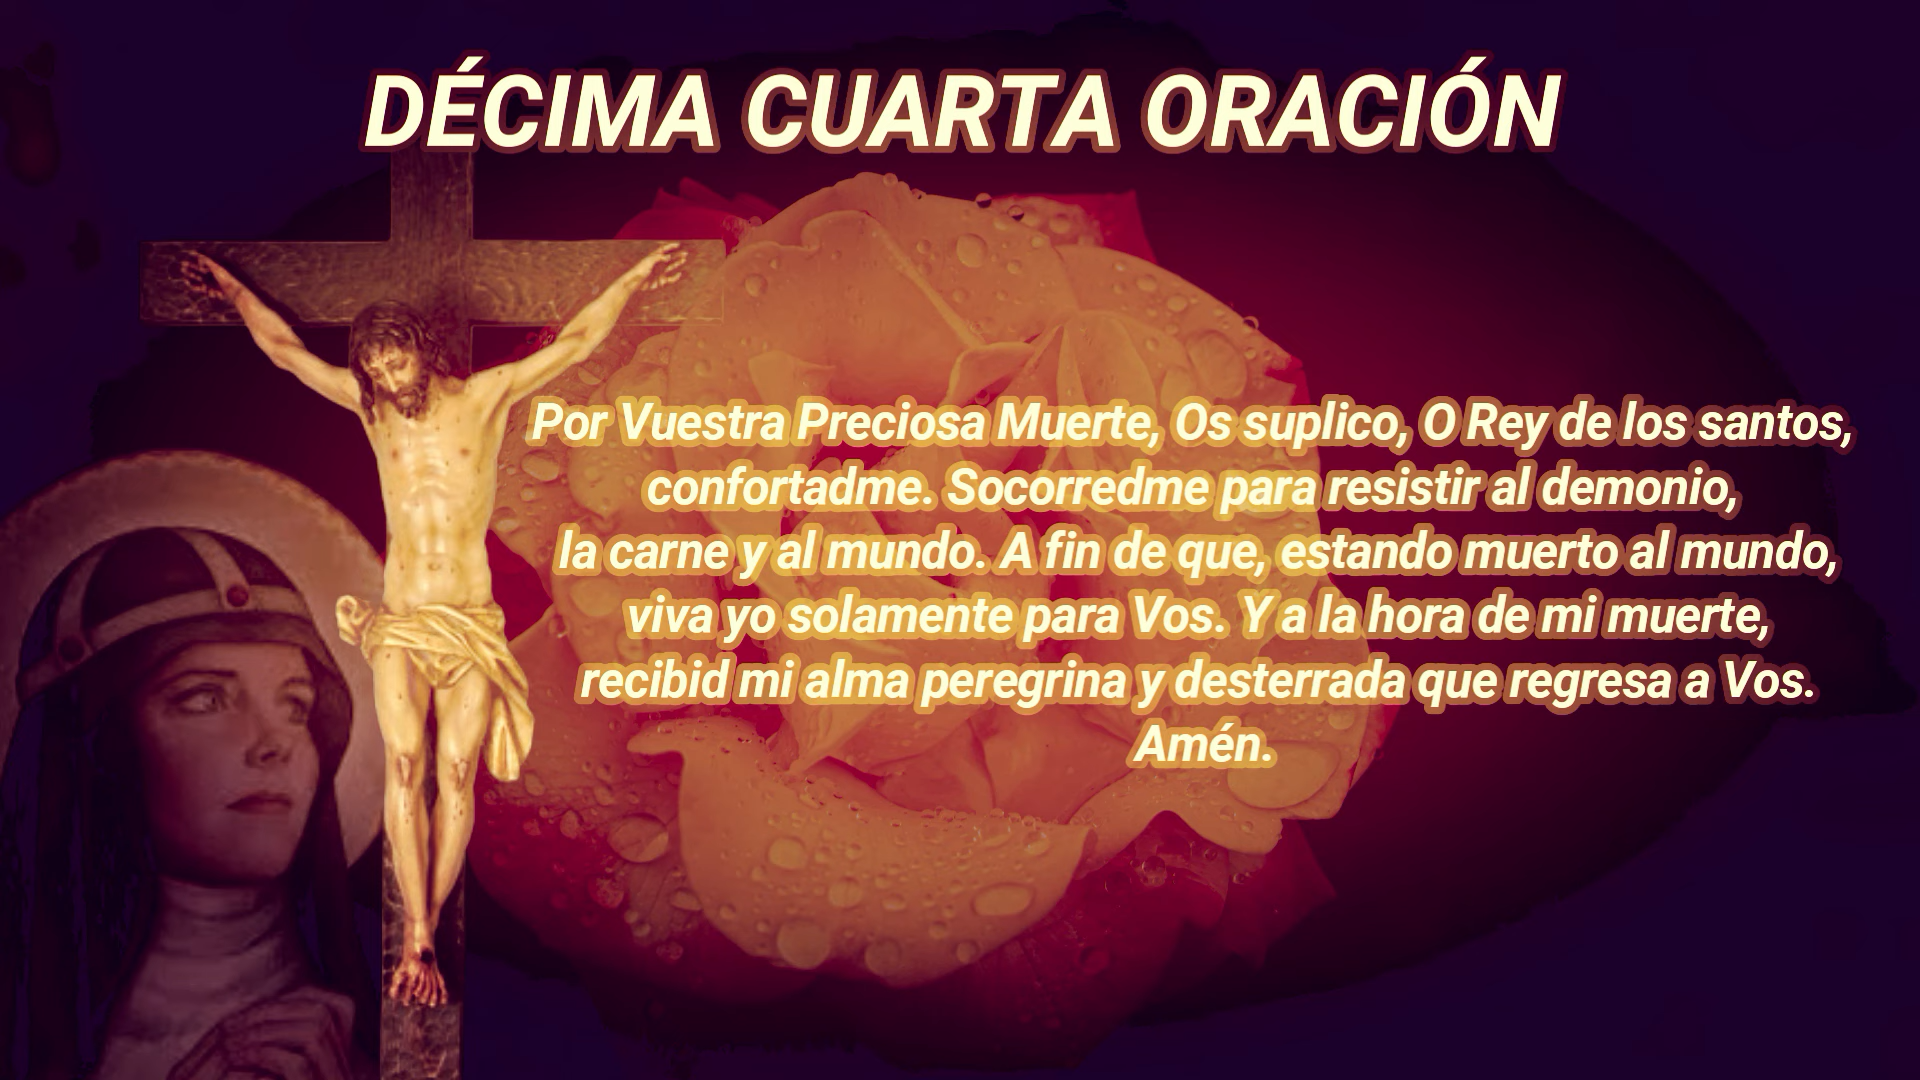 DÉCIMA CUARTA ORACIÓN
Por Vuestra Preciosa Muerte, Os suplico, O Rey de los santos,
confortadme. Socorredme para resistir al demonio,
la carne y al mundo. A fin de que, estando muerto al mundo,
viva yo solamente para Vos. Y a la hora de mi muerte,
recibid mi alma peregrina y desterrada que regresa a Vos.
Amén.